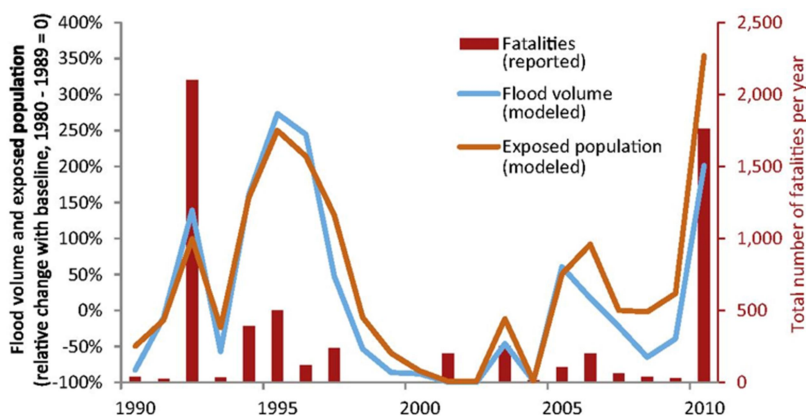 Flood volume and exposed population
(relative change with baseline, 1980 - 1989 = 0)
400%
350%
300%
250%
200%
150%
100%
50%
0%
-50%
-100%
Fatalities
(reported)
Flood volume
(modeled)
Exposed population
(modeled)
2,500
2,000
1,500
1,000
500
0
Total number of fatalities per year
1990
1995
2000
2005
2010